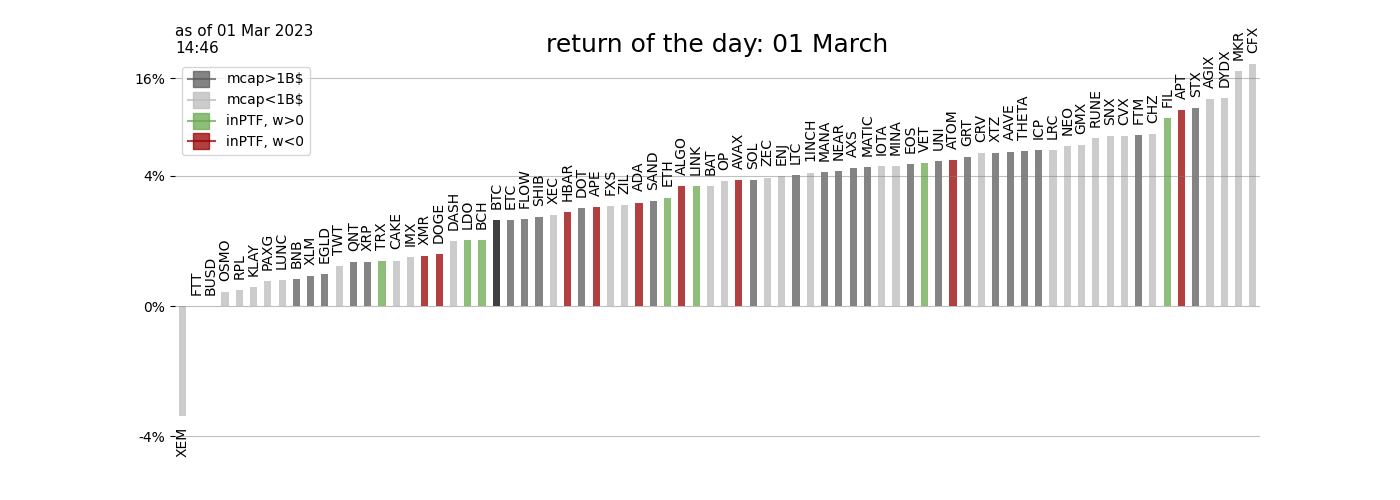 as of 01 Mar 2023
14:46
return of the day: 01 March
mcap>1B$
mcap<1B$
inPTF, w>0
inPTF, w<0
16%
4%
0%
-4%
XEM
FTT
BUSD
OSMO
RPL
KLAY
PAXG
LUNC
BNB
XLM
EGLD
TWT
QNT
XRP
TRX
CAKE
IMX
XMR
DOGE
DASH
LDO
BCH
BTC
ETC
FLOW
SHIB
XEC
HBAR
DOT
APE
FXS
ZIL
ADA
SAND
ETH
ALGO
LINK
BAT
OP
AVAX
SOL
ZEC
ENJ
LTC
1INCH
MANA
NEAR
AXS
MATIC
IOTA
MINA
EOS
VET
UNI
ATOM
GRT
CRV
XTZ
AAVE
THETA
ICP
LRC
NEO
GMX
RUNE
SNX
CVX
FTM
CHZ
FIL
APT
STX
AGIX
DYDX
MKR
CFX